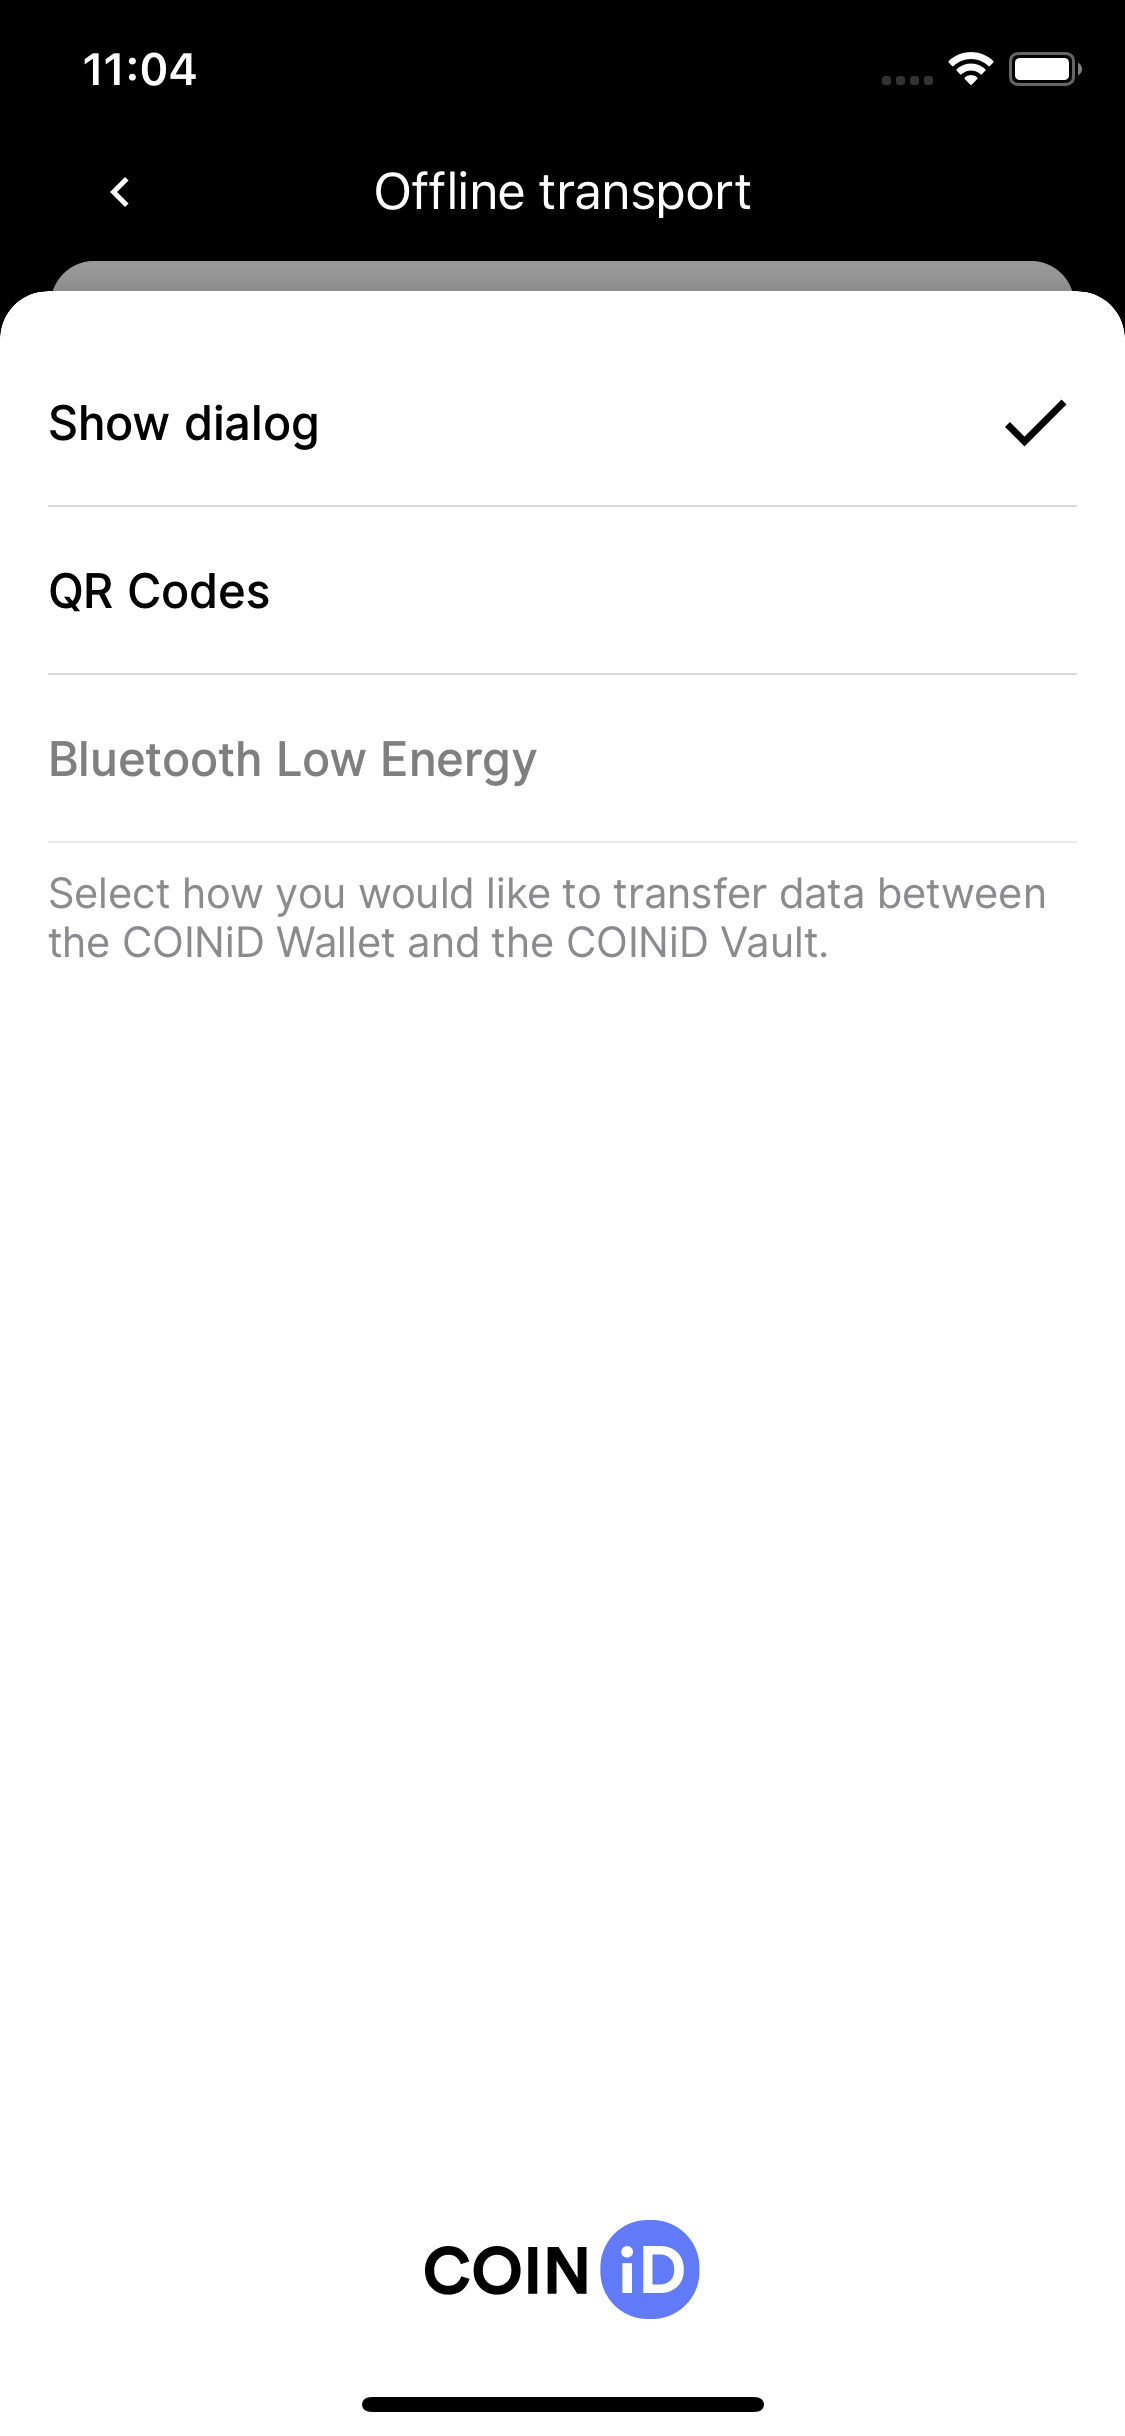 11:04
Offline transport
Show dialog
QR Codes
Bluetooth Low Energy
Select how you would like to transfer data between
the COINiD Wallet and the COINiD Vault.
COIN iD